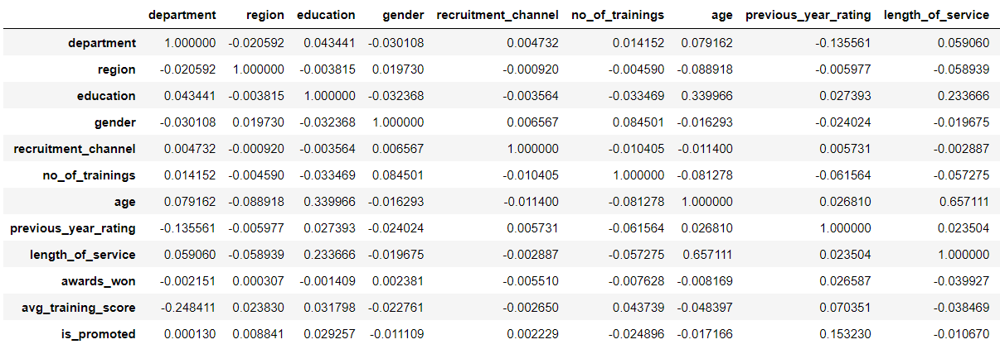 department region education gender recruitment_channel no_of_trainings age previous_year_rating length_of_service
department 1.000000 -0.020592 0.043441 -0.030108 0.004732 0.014152 0.079162 -0.135561 0.059060
region -0.020592 1.000000 -0.003815 0.019730 -0.000920 -0.004590 -0.088918 -0.005977 -0.058939
education 0.043441 -0.003815 1.000000 -0.032368 -0.003564 -0.033469 0.339966 0.027393 0.233666
gender -0.030108 0.019730 -0.032368 1.000000 0.006567 0.084501 -0.016293 -0.024024 -0.019675
recruitment_channel 0.004732 -0.000920 -0.003564 0.006567 1.000000 -0.010405 -0.011400 0.005731 -0.002887
no_of_trainings 0.014152 -0.004590 -0.033469 0.084501 -0.010405 1.000000 -0.081278 -0.061564 -0.057275
age 0.079162 -0.088918 0.339966 -0.016293 -0.011400 -0.081278 1.000000 0.026810 0.657111
previous_year_rating -0.135561 -0.005977 0.027393 -0.024024 0.005731 -0.061564 0.026810 1.000000 0.023504
length_of_service 0.059060 -0.058939 0.233666 -0.019675 -0.002887 -0.057275 0.657111 0.023504 1.000000
awards_won -0.002151 0.000307 -0.001409 0.002381 -0.005510 -0.007628 -0.008169 0.026587 -0.039927
avg_training_score -0.248411 0.023830 0.031798 -0.022761 -0.002650 0.043739 -0.048397 0.070351 -0.038469
is_promoted 0.000130 0.008841 0.029257 -0.011109 0.002229 -0.024896 -0.017166 0.153230 -0.010670